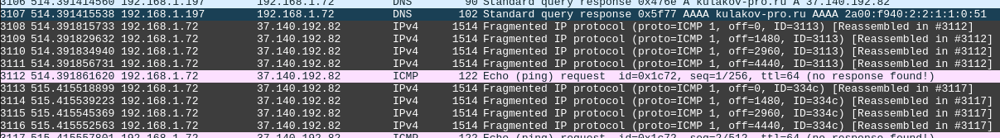 3106 514.391414560 192.168.1.197 192.168.1.72 DNS 90 Standard query response 0x476e A kulakov-pro.ru A 37.140.192.82
3107 514.391415538 192.168.1.197 192.168.1.72 DNS 102 Standard query response 0x5f77 AAAA kulakov-pro.ru AAAA 2a00:f940:2:2:1:1:0:51
3108 514.391815733 192.168.1.72 37.140.192.82 IPv4 1514 Fragmented IP protocol (proto=ICMP 1, off=0, ID=3113) [Reassembled in #3112]
3109 514.391829632 192.168.1.72 37.140.192.82 IPv4 1514 Fragmented IP protocol (proto=ICMP 1, off=1480, ID=3113) [Reassembled in #3112]
3110 514.391834940 192.168.1.72 37.140.192.82 IPv4 1514 Fragmented IP protocol (proto=ICMP 1, off=2960, ID=3113) [Reassembled in #3112]
3111 514.391856731 192.168.1.72 37.140.192.82 IPv4 1514 Fragmented IP protocol (proto=ICMP 1, off=4440, ID=3113) [Reassembled in #3112]
3112 514.391861620 192.168.1.72 37.140.192.82 ICMP 122 Echo (ping) request id=0x1c72, seq=1/256, ttl=64 (no response found!)
3113 515.415518899 192.168.1.72 37.140.192.82 IPv4 1514 Fragmented IP protocol (proto=ICMP 1, off=0, ID=334c) [Reassembled in #3117]
3114 515.415539223 192.168.1.72 37.140.192.82 IPv4 1514 Fragmented IP protocol (proto=ICMP 1, off=1480, ID=334c) [Reassembled in #3117]
3115 515.415545369 192.168.1.72 37.140.192.82 IPv4 1514 Fragmented IP protocol (proto=ICMP 1, off=2960, ID=334c) [Reassembled in #3117]
3116 515.415552563 192.168.1.72 37.140.192.82 IPv4 1514 Fragmented IP protocol (proto=ICMP 1, off=4440, ID=334c) [Reassembled in #3117]
3117 515.415557801 192.168.1.72 37.140.192.82 ICMP 122 Echo (ping) request id=0x1c72, seq=2/512, ttl=64 (no response found!)